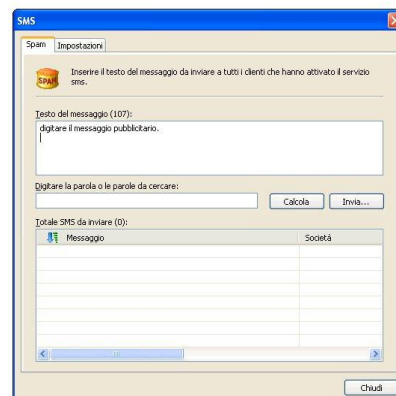 SMS
Spam Impostazioni
SPAM
Inserire il testo del messaggio da inviare a tutti i clienti che hanno attivato il servizio
sms.
Testo del messaggio (107):
digitare il messaggio pubblicitario.
Digitare la parola o le parole da cercare:
Calcola Invia...
Totale SMS da inviare (0):
Messaggio Societá
Chiudi